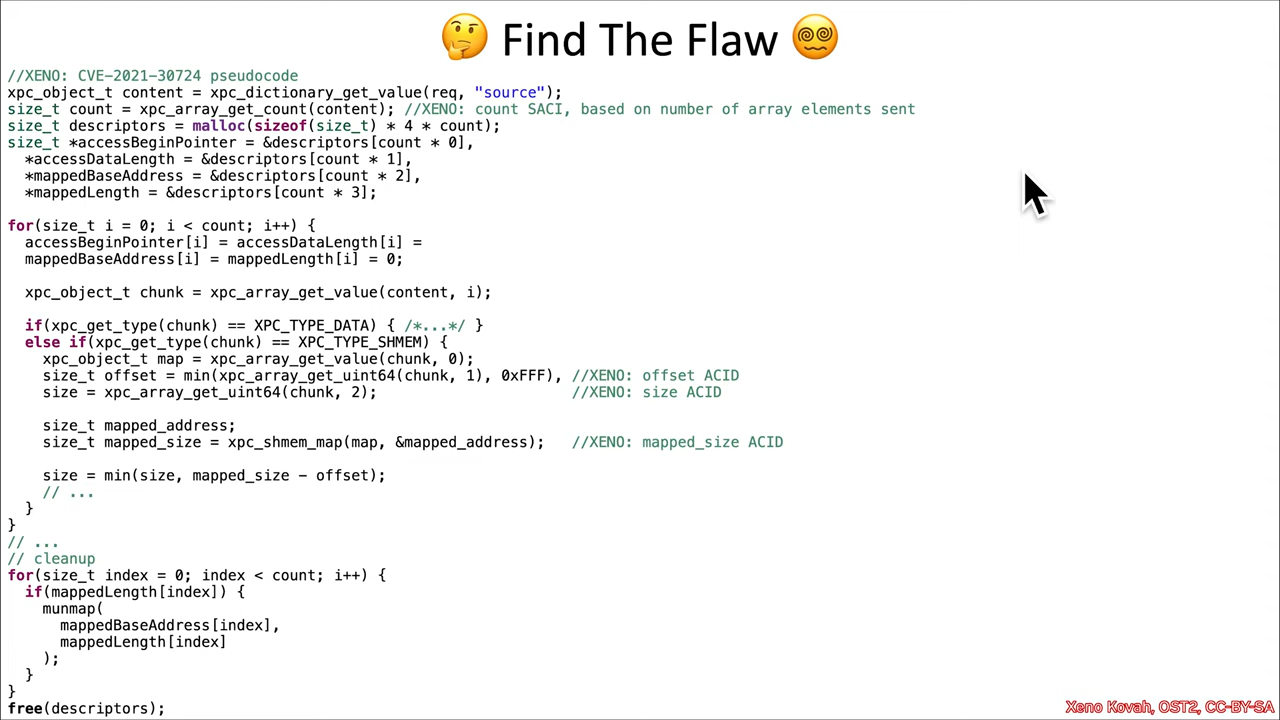 🤔 Find The Flaw 😵‍💫
//XENO: CVE-2021-30724 pseudocode
xpc_object_t content = xpc_dictionary_get_value(req, "source");
size_t count = xpc_array_get_count(content); //XENO: count SACI, based on number of array elements sent
size_t descriptors = malloc(sizeof(size_t) * 4 * count);
size_t *accessBeginPointer = &descriptors[count * 0],
  *accessDataLength = &descriptors[count * 1],
  *mappedBaseAddress = &descriptors[count * 2],
  *mappedLength = &descriptors[count * 3];
for(size_t i = 0; i < count; i++) {
  accessBeginPointer[i] = accessDataLength[i] =
  mappedBaseAddress[i] = mappedLength[i] = 0;
  xpc_object_t chunk = xpc_array_get_value(content, i);
  if(xpc_get_type(chunk) == XPC_TYPE_DATA) { /*...*/ }
  else if(xpc_get_type(chunk) == XPC_TYPE_SHMEM) {
    xpc_object_t map = xpc_array_get_value(chunk, 0);
    size_t offset = min(xpc_array_get_uint64(chunk, 1), 0xFFF), //XENO: offset ACID
    size = xpc_array_get_uint64(chunk, 2);                      //XENO: size ACID
    size_t mapped_address;
    size_t mapped_size = xpc_shmem_map(map, &mapped_address);   //XENO: mapped_size ACID
    size = min(size, mapped_size - offset);
    // ...
  }
}
// ...
// cleanup
for(size_t index = 0; index < count; i++) {
  if(mappedLength[index]) {
    munmap(
      mappedBaseAddress[index],
      mappedLength[index]
    );
  }
}
free(descriptors);
Xeno Kovah, OST2, CC-BY-SA